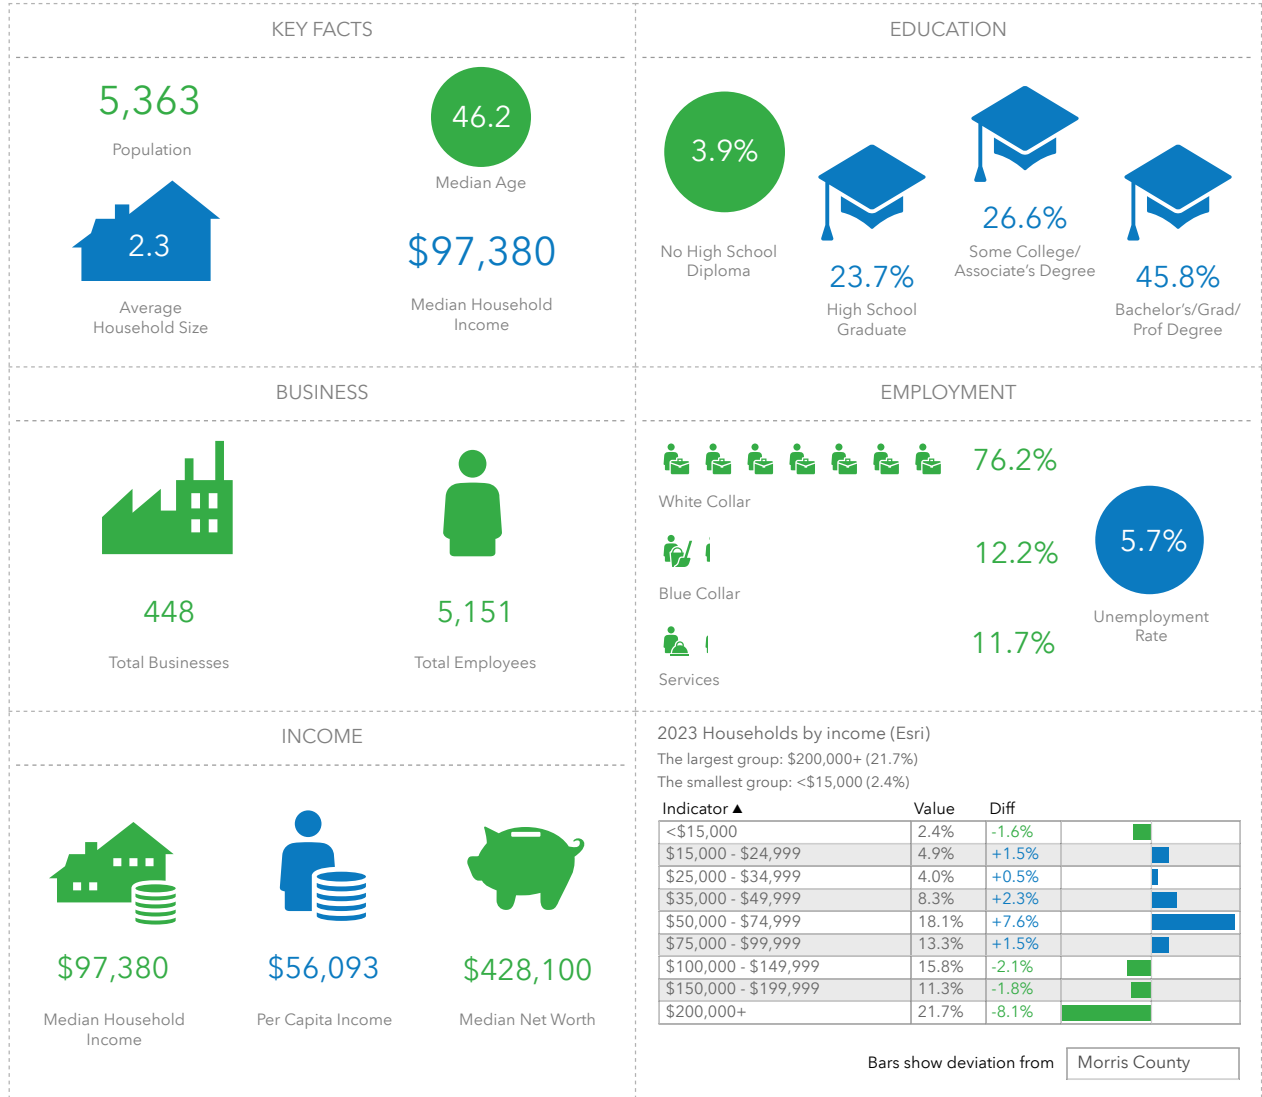 KEY FACTS
5,363
Population
46.2
Median Age
2.3
Average
Household Size
$97,380
Median Household
Income
EDUCATION
3.9%
No High School
Diploma
23.7%
High School
Graduate
26.6%
Some College/
Associate's Degree
45.8%
Bachelor's/Grad/
Prof Degree
BUSINESS
448
Total Businesses
5,151
Total Employees
EMPLOYMENT
76.2%
White Collar
12.2%
Blue Collar
11.7%
Services
5.7%
Unemployment
Rate
INCOME
$97,380
Median Household
Income
$56,093
Per Capita Income
$428,100
Median Net Worth
2023 Households by income (Esri)
The largest group: $200,000+ (21.7%)
The smallest group: <$15,000 (2.4%)
Indicator ▲ Value Diff
<$15,000 2.4% -1.6%
$15,000 - $24,999 4.9% +1.5%
$25,000 - $34,999 4.0% +0.5%
$35,000 - $49,999 8.3% +2.3%
$50,000 - $74,999 18.1% +7.6%
$75,000 - $99,999 13.3% +1.5%
$100,000 - $149,999 15.8% -2.1%
$150,000 - $199,999 11.3% -1.8%
$200,000+ 21.7% -8.1%
Bars show deviation from Morris County